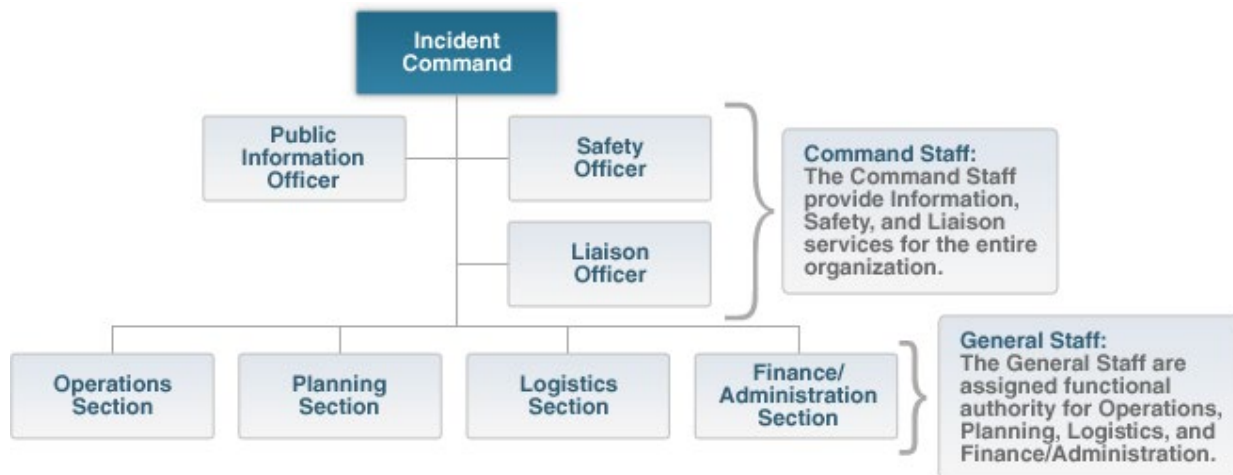 Incident
Command
Public
Information
Officer
Safety
Officer
Command Staff:
The Command Staff
provide Information,
Safety, and Liaison
services for the entire
organization.
Liaison
Officer
Operations
Section
Planning
Section
Logistics
Section
Finance/
Administration
Section
General Staff:
The General Staff are
assigned functional
authority for Operations,
Planning, Logistics, and
Finance/Administration.